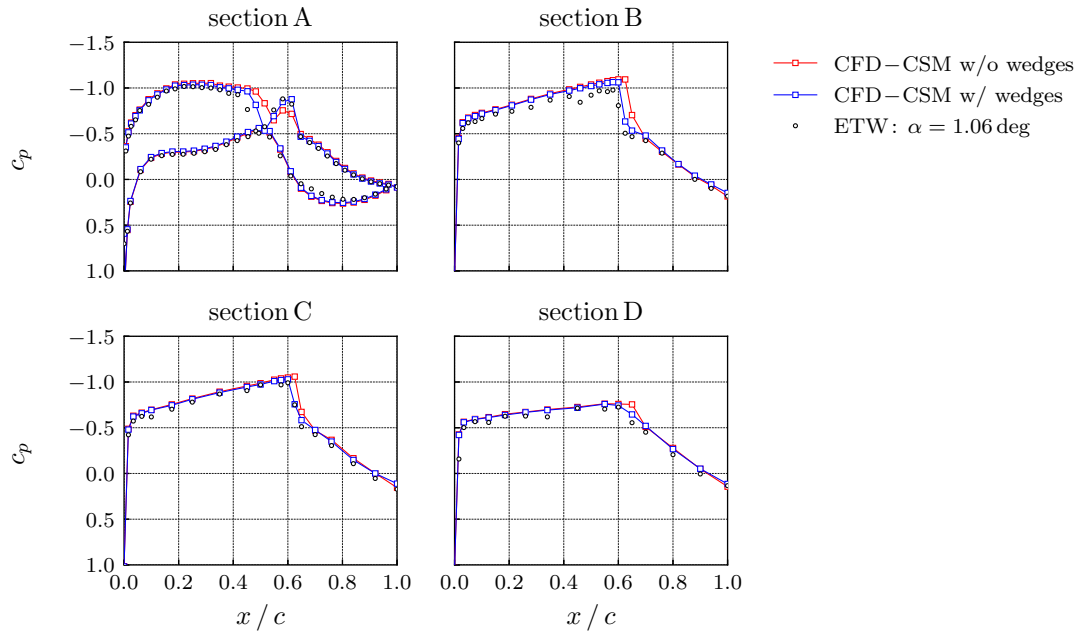 section A
section B
−1.5
−1.0
−0.5
0.0
0.5
1.0
c_p
CFD−CSM w/o wedges
CFD−CSM w/ wedges
ETW: α = 1.06 deg
section C
section D
−1.5
−1.0
−0.5
0.0
0.5
1.0
c_p
0.0 0.2 0.4 0.6 0.8 1.0
0.0 0.2 0.4 0.6 0.8 1.0
x / c
x / c